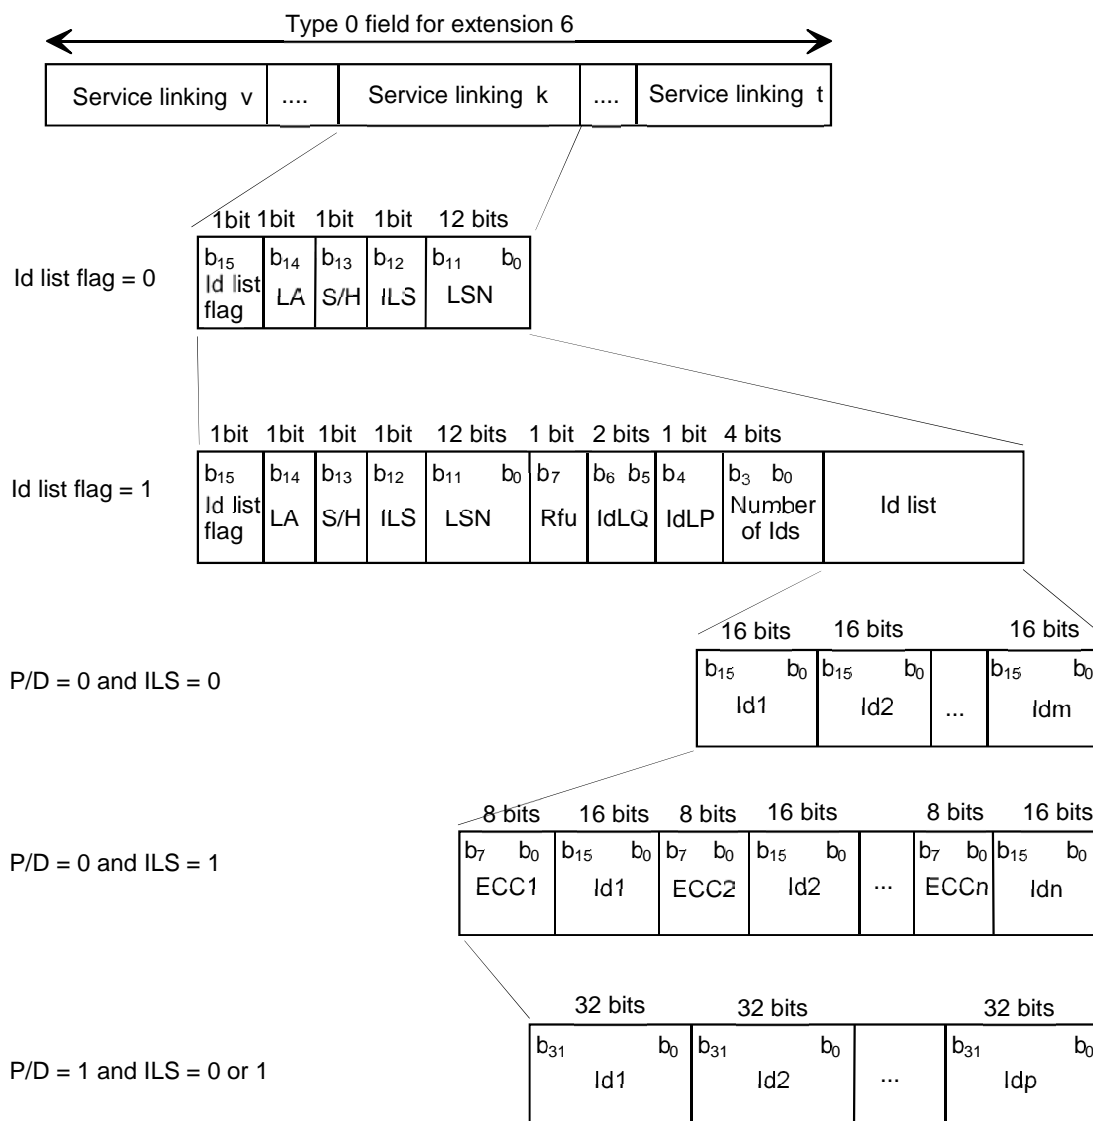 Type 0 field for extension 6
Service linking v .... Service linking k .... Service linking t
1bit 1bit 1bit 1bit 12 bits
Id list flag = 0
b15 b14 b13 b12 b11 b0
Id list LA S/H ILS LSN
flag
1bit 1bit 1bit 1bit 12 bits 1 bit 2 bits 1 bit 4 bits
Id list flag = 1
b15 b14 b13 b12 b11 b0 b7 b6 b5 b4 b3 b0
Id list LA S/H ILS LSN Rfu IdLQ IdLP Number Id list
flag of Ids
16 bits 16 bits 16 bits
P/D = 0 and ILS = 0
b15 b0 b15 b0 b15 b0
Id1 Id2 ... Idm
8 bits 16 bits 8 bits 16 bits 8 bits 16 bits
P/D = 0 and ILS = 1
b7 b0 b15 b0 b7 b0 b15 b0 b7 b0 b15 b0
ECC1 Id1 ECC2 Id2 ... ECCn Idn
32 bits 32 bits 32 bits
P/D = 1 and ILS = 0 or 1
b31 b0 b31 b0 b31 b0
Id1 Id2 ... Idp